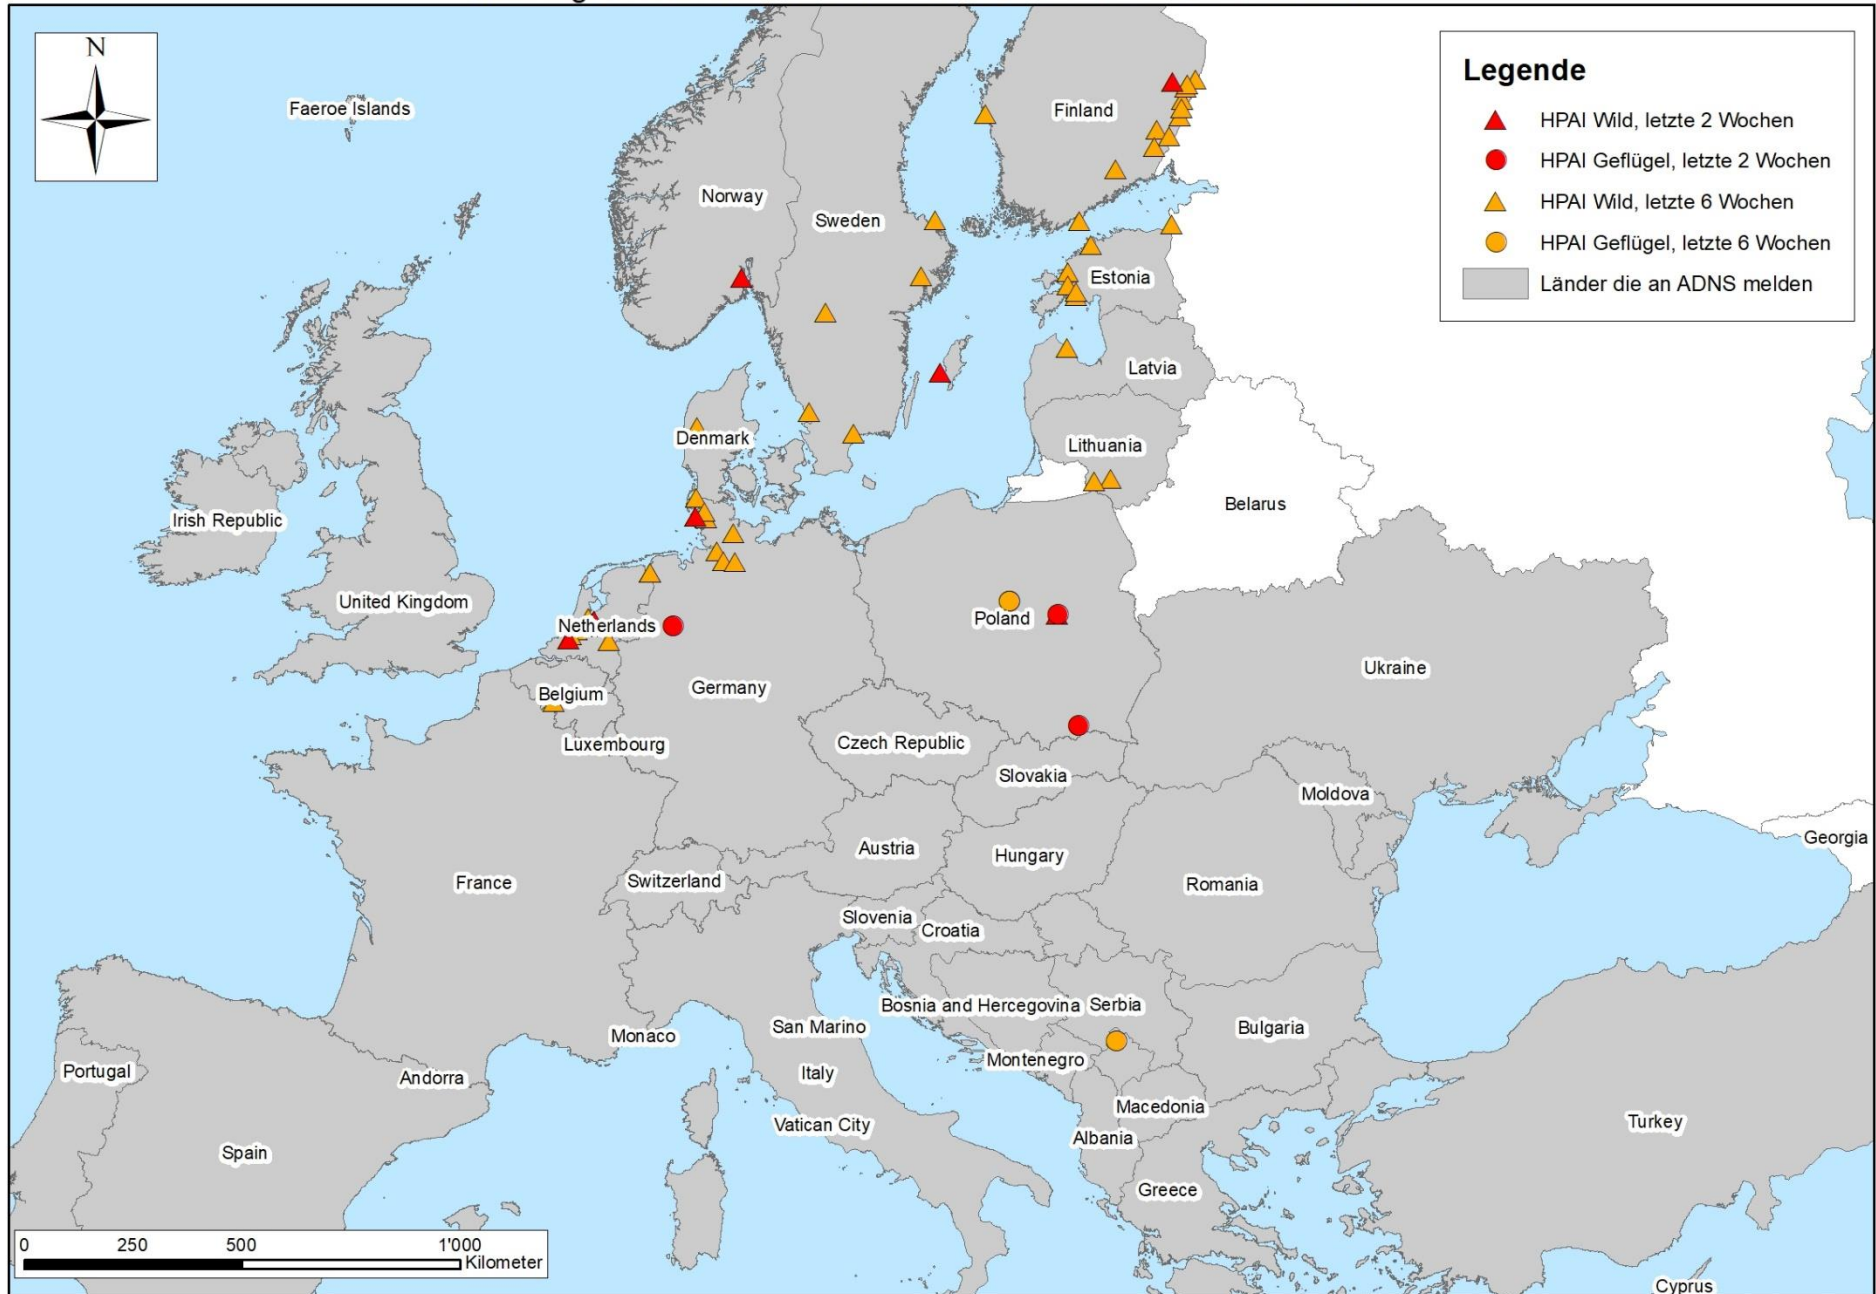 N
Legende
HPAI Wild, letzte 2 Wochen
HPAI Geflügel, letzte 2 Wochen
HPAI Wild, letzte 6 Wochen
HPAI Geflügel, letzte 6 Wochen
Länder die an ADNS melden
Faeroe Islands
Finland
Norway
Sweden
Estonia
Latvia
Denmark
Lithuania
Irish Republic
Belarus
United Kingdom
Netherlands
Poland
Ukraine
Belgium
Germany
Luxembourg
Czech Republic
Slovakia
Moldova
Georgia
Austria
Hungary
France
Switzerland
Romania
Slovenia
Croatia
Bosnia and Hercegovina
Serbia
Bulgaria
San Marino
Monaco
Montenegro
Portugal
Andorra
Italy
Macedonia
Vatican City
Turkey
Albania
Spain
Greece
0 250 500 1'000
Kilometer
Cyprus